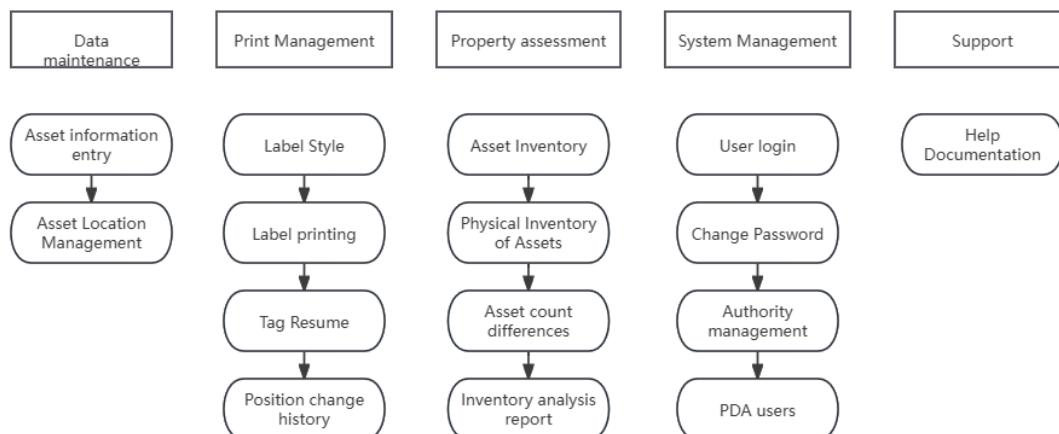 Data
maintenance
Print Management
Property assessment
System Management
Support
Asset information
entry
Label Style
Asset Inventory
User login
Help
Documentation
Asset Location
Management
Label printing
Physical Inventory
of Assets
Change Password
Tag Resume
Asset count
differences
Authority
management
Position change
history
Inventory analysis
report
PDA users